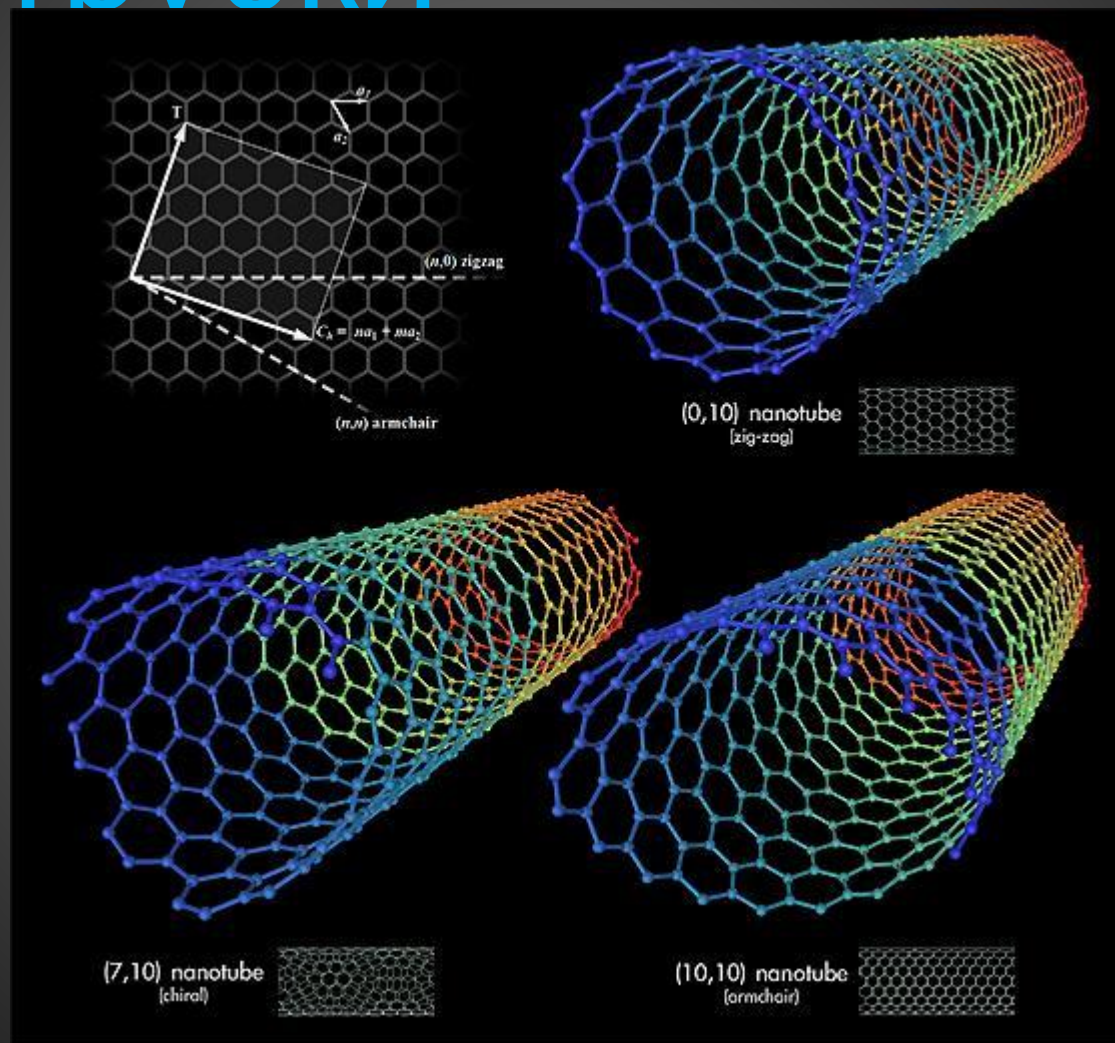 трубки
T
a₁
a₂
(n,0) zigzag
Cₕ = na₁ + ma₂
(n,n) armchair
(0,10) nanotube
(zig-zag)
(7,10) nanotube
(chiral)
(10,10) nanotube
(armchair)